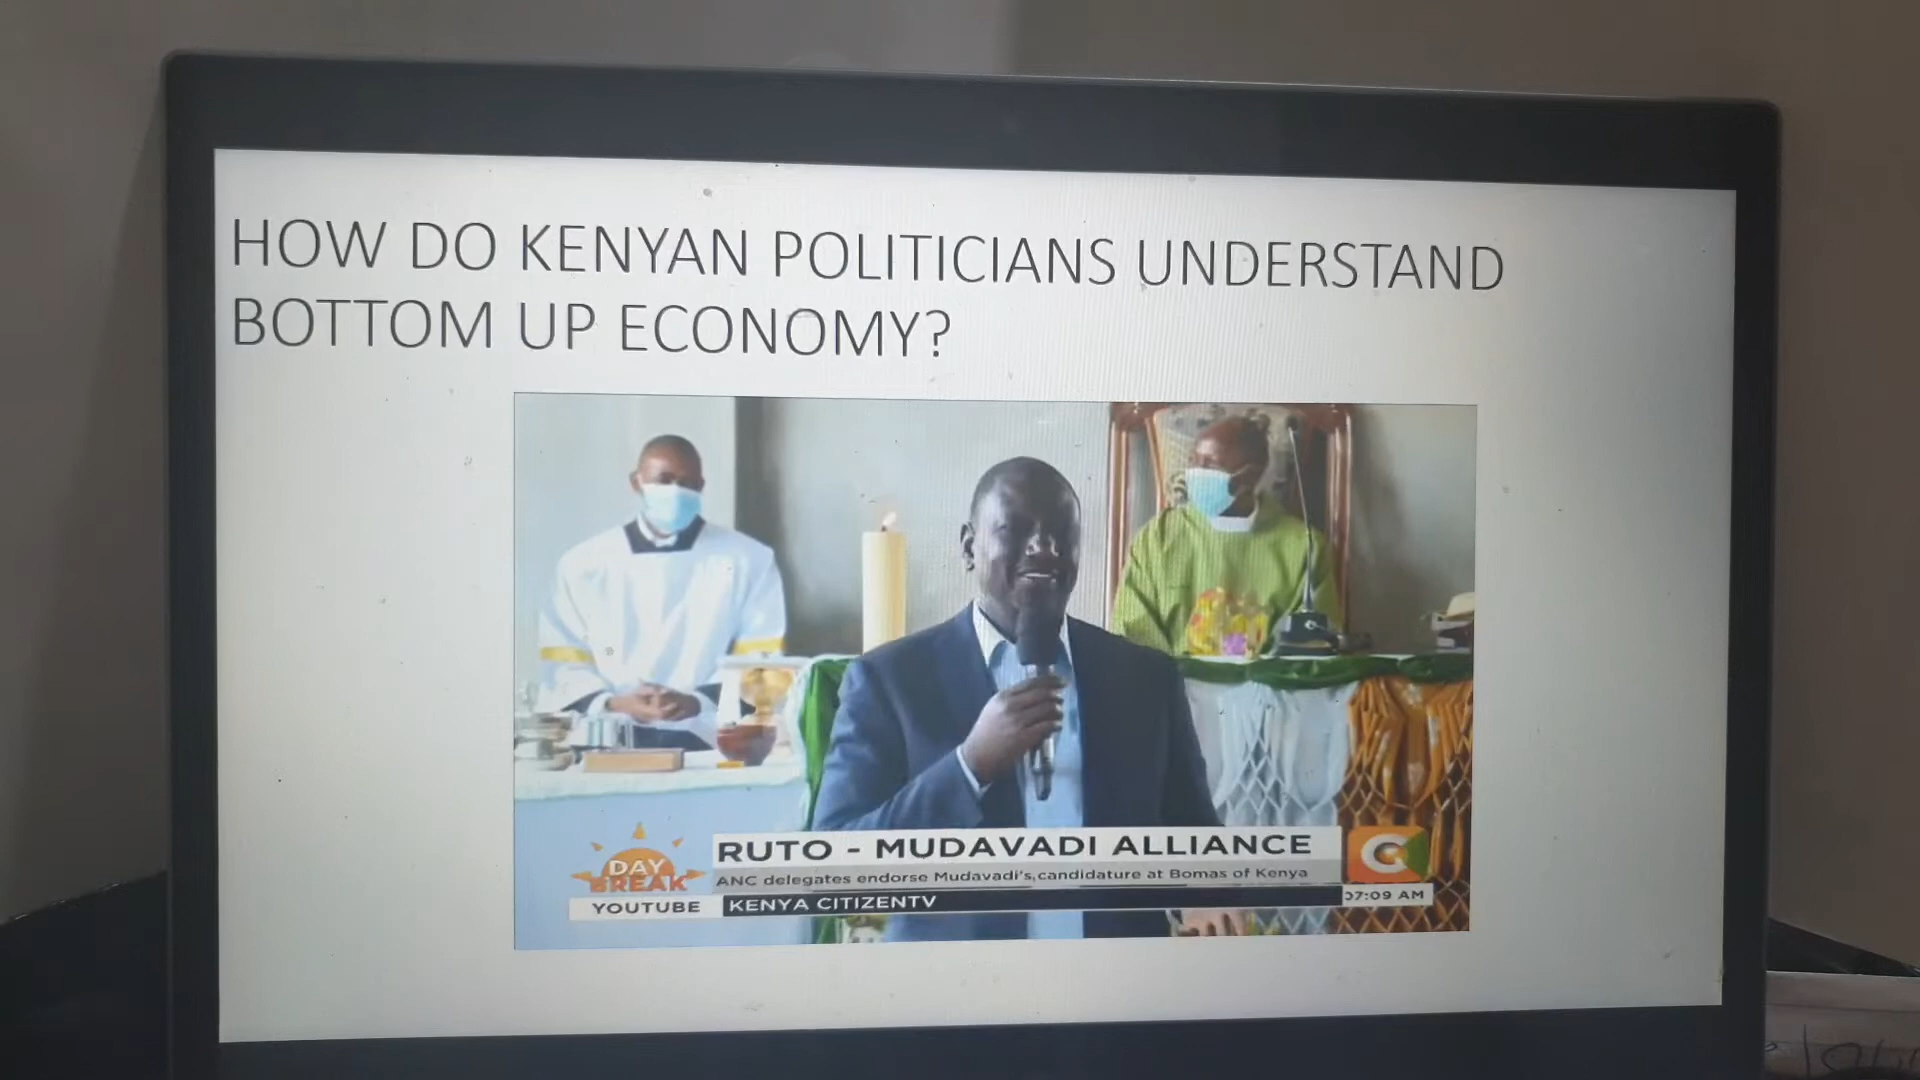 HOW DO KENYAN POLITICIANS UNDERSTAND
BOTTOM UP ECONOMY?
DAY
BREAK
RUTO - MUDAVADI ALLIANCE
ANC delegates endorse Mudavadi's candidature at Bomas of Kenya
YOUTUBE
KENYA CITIZENTV
07:09 AM